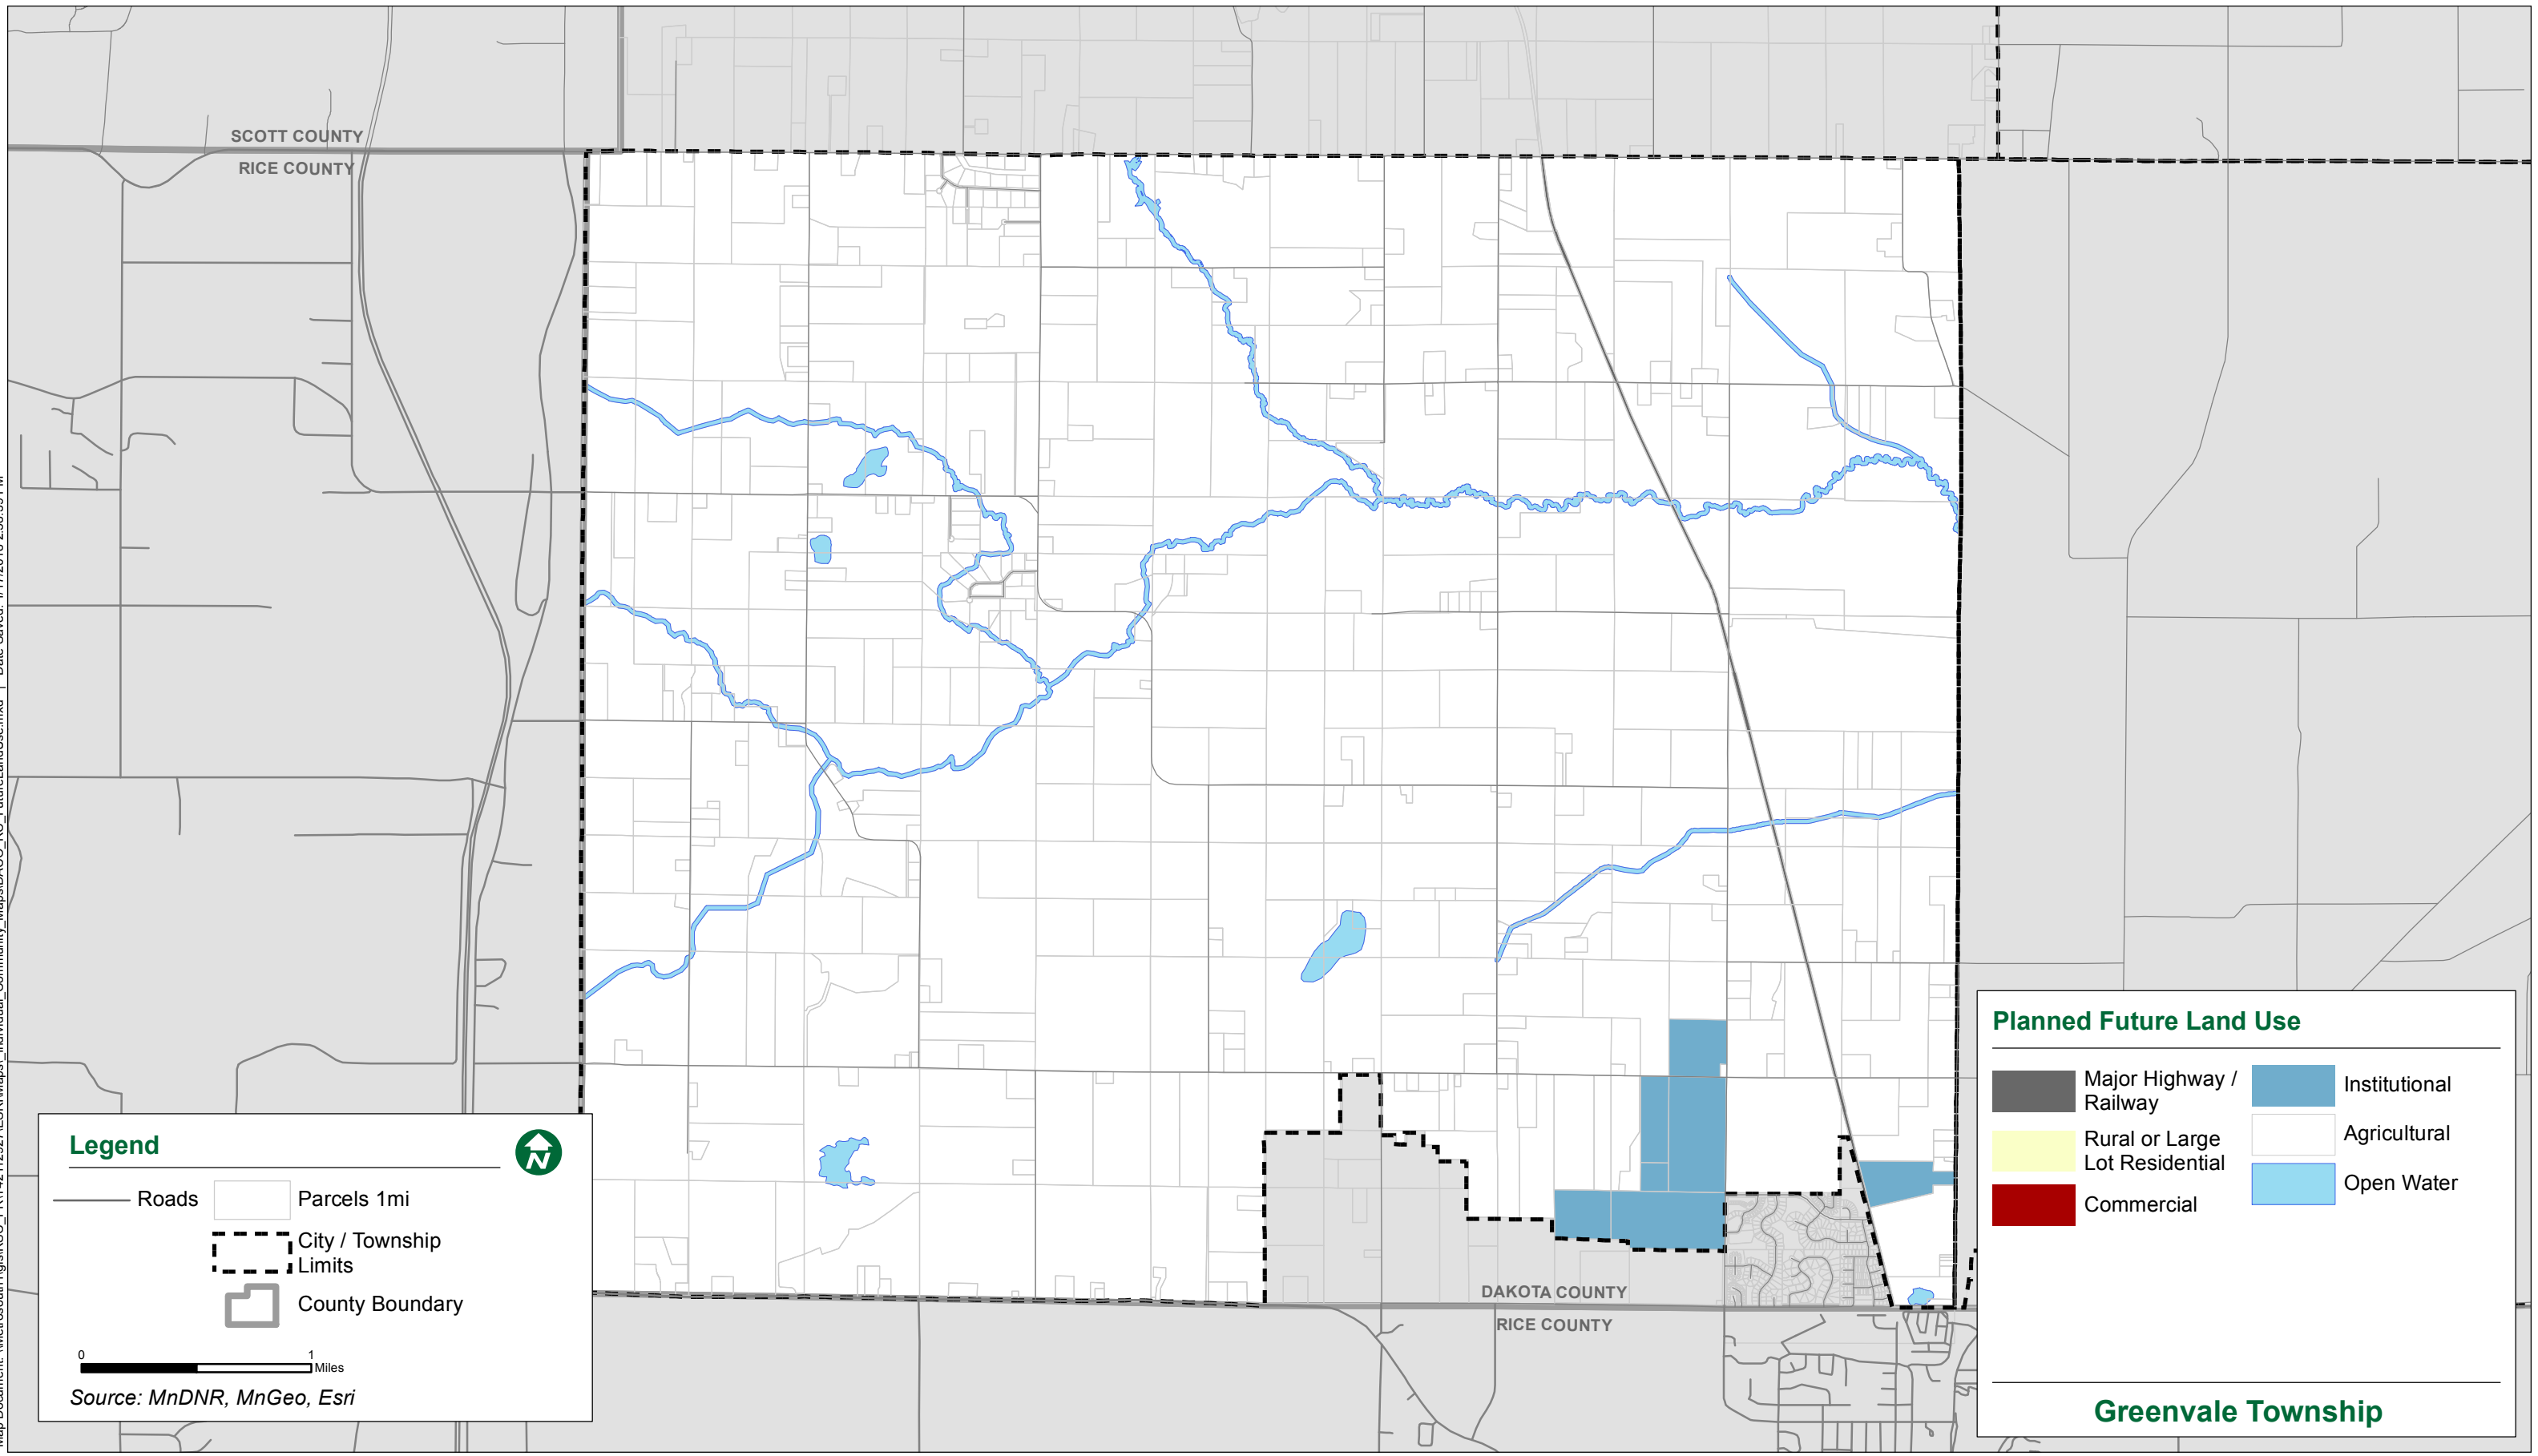 SCOTT COUNTY
RICE COUNTY
DAKOTA COUNTY
RICE COUNTY
Legend
N
Roads
Parcels 1mi
City / Township
Limits
County Boundary
0 1
Miles
Source: MnDNR, MnGeo, Esri
Planned Future Land Use
Major Highway /
Railway
Rural or Large
Lot Residential
Commercial
Institutional
Agricultural
Open Water
Greenvale Township